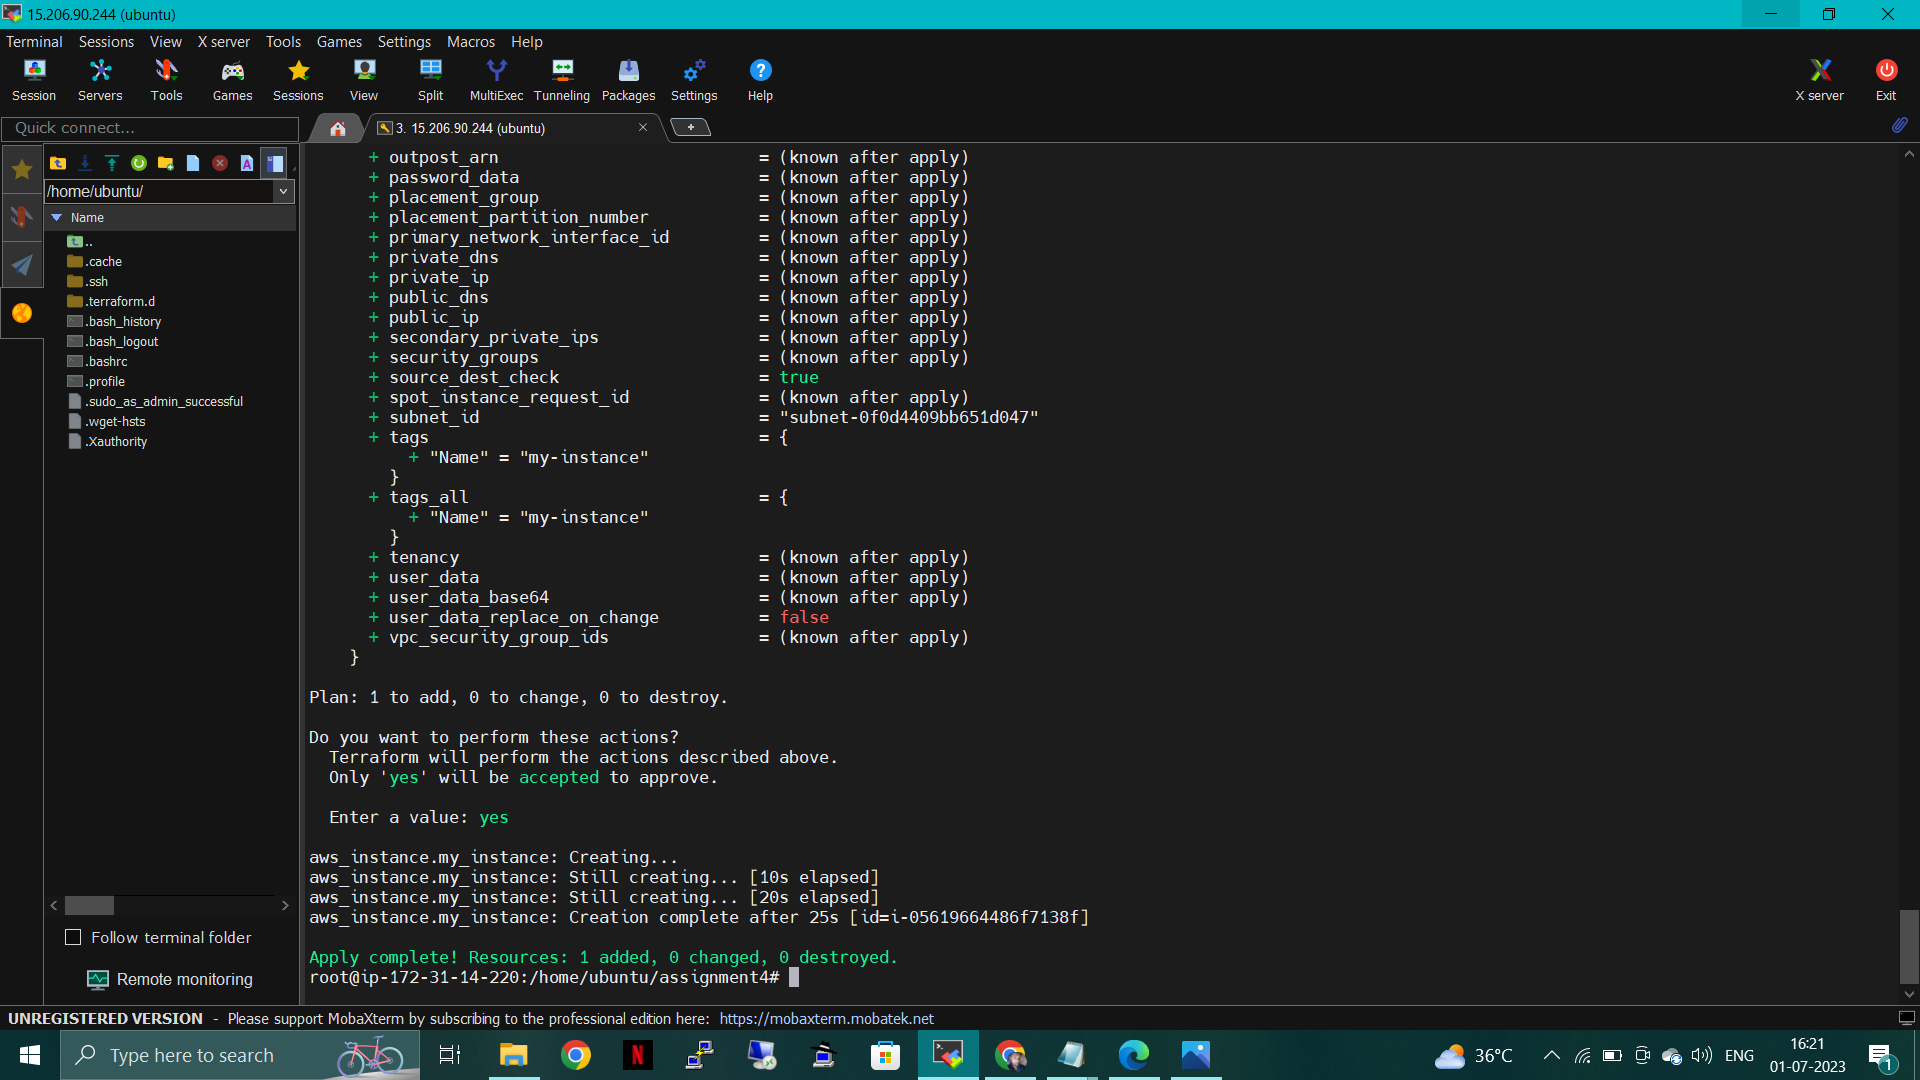 15.206.90.244 (ubuntu)
Terminal Sessions View X server Tools Games Settings Macros Help
Session Servers Tools Games Sessions View Split MultiExec Tunneling Packages Settings Help X server Exit
Quick connect...
3. 15.206.90.244 (ubuntu)
/home/ubuntu/
Name
..
.cache
.ssh
.terraform.d
.bash_history
.bash_logout
.bashrc
.profile
.sudo_as_admin_successful
.wget-hsts
.Xauthority
Follow terminal folder
Remote monitoring
+ outpost_arn = (known after apply)
+ password_data = (known after apply)
+ placement_group = (known after apply)
+ placement_partition_number = (known after apply)
+ primary_network_interface_id = (known after apply)
+ private_dns = (known after apply)
+ private_ip = (known after apply)
+ public_dns = (known after apply)
+ public_ip = (known after apply)
+ secondary_private_ips = (known after apply)
+ security_groups = (known after apply)
+ source_dest_check = true
+ spot_instance_request_id = (known after apply)
+ subnet_id = "subnet-0f0d4409bb651d047"
+ tags = {
+ "Name" = "my-instance"
}
+ tags_all = {
+ "Name" = "my-instance"
}
+ tenancy = (known after apply)
+ user_data = (known after apply)
+ user_data_base64 = (known after apply)
+ user_data_replace_on_change = false
+ vpc_security_group_ids = (known after apply)
}
Plan: 1 to add, 0 to change, 0 to destroy.
Do you want to perform these actions?
Terraform will perform the actions described above.
Only 'yes' will be accepted to approve.
Enter a value: yes
aws_instance.my_instance: Creating...
aws_instance.my_instance: Still creating... [10s elapsed]
aws_instance.my_instance: Still creating... [20s elapsed]
aws_instance.my_instance: Creation complete after 25s [id=i-05619664486f7138f]
Apply complete! Resources: 1 added, 0 changed, 0 destroyed.
root@ip-172-31-14-220:/home/ubuntu/assignment4#
UNREGISTERED VERSION - Please support MobaXterm by subscribing to the professional edition here: https://mobaxterm.mobatek.net
Type here to search
36°C
ENG
16:21
01-07-2023
1